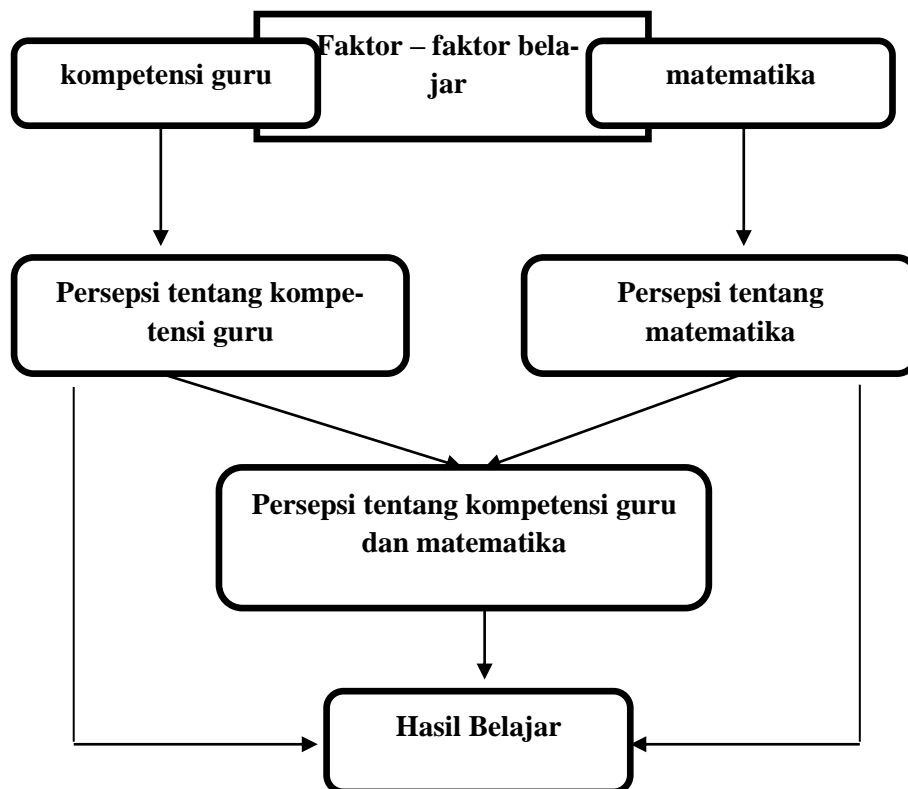 Faktor – faktor bela-
jar
kompetensi guru
matematika
Persepsi tentang kompe-
tensi guru
Persepsi tentang
matematika
Persepsi tentang kompetensi guru
dan matematika
Hasil Belajar